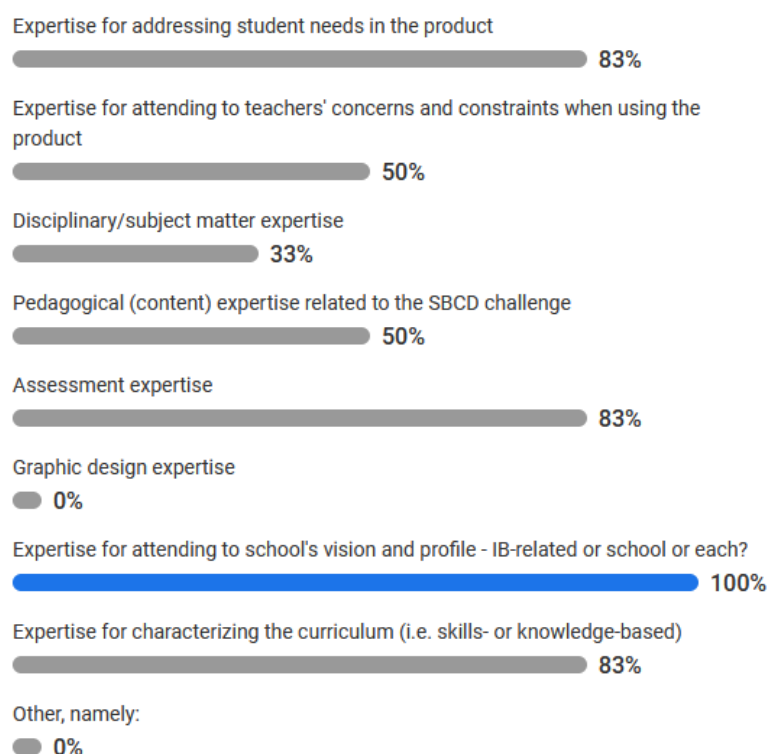 Expertise for addressing student needs in the product
83%
Expertise for attending to teachers' concerns and constraints when using the
product
50%
Disciplinary/subject matter expertise
33%
Pedagogical (content) expertise related to the SBCD challenge
50%
Assessment expertise
83%
Graphic design expertise
0%
Expertise for attending to school's vision and profile - IB-related or school or each?
100%
Expertise for characterizing the curriculum (i.e. skills- or knowledge-based)
83%
Other, namely:
0%